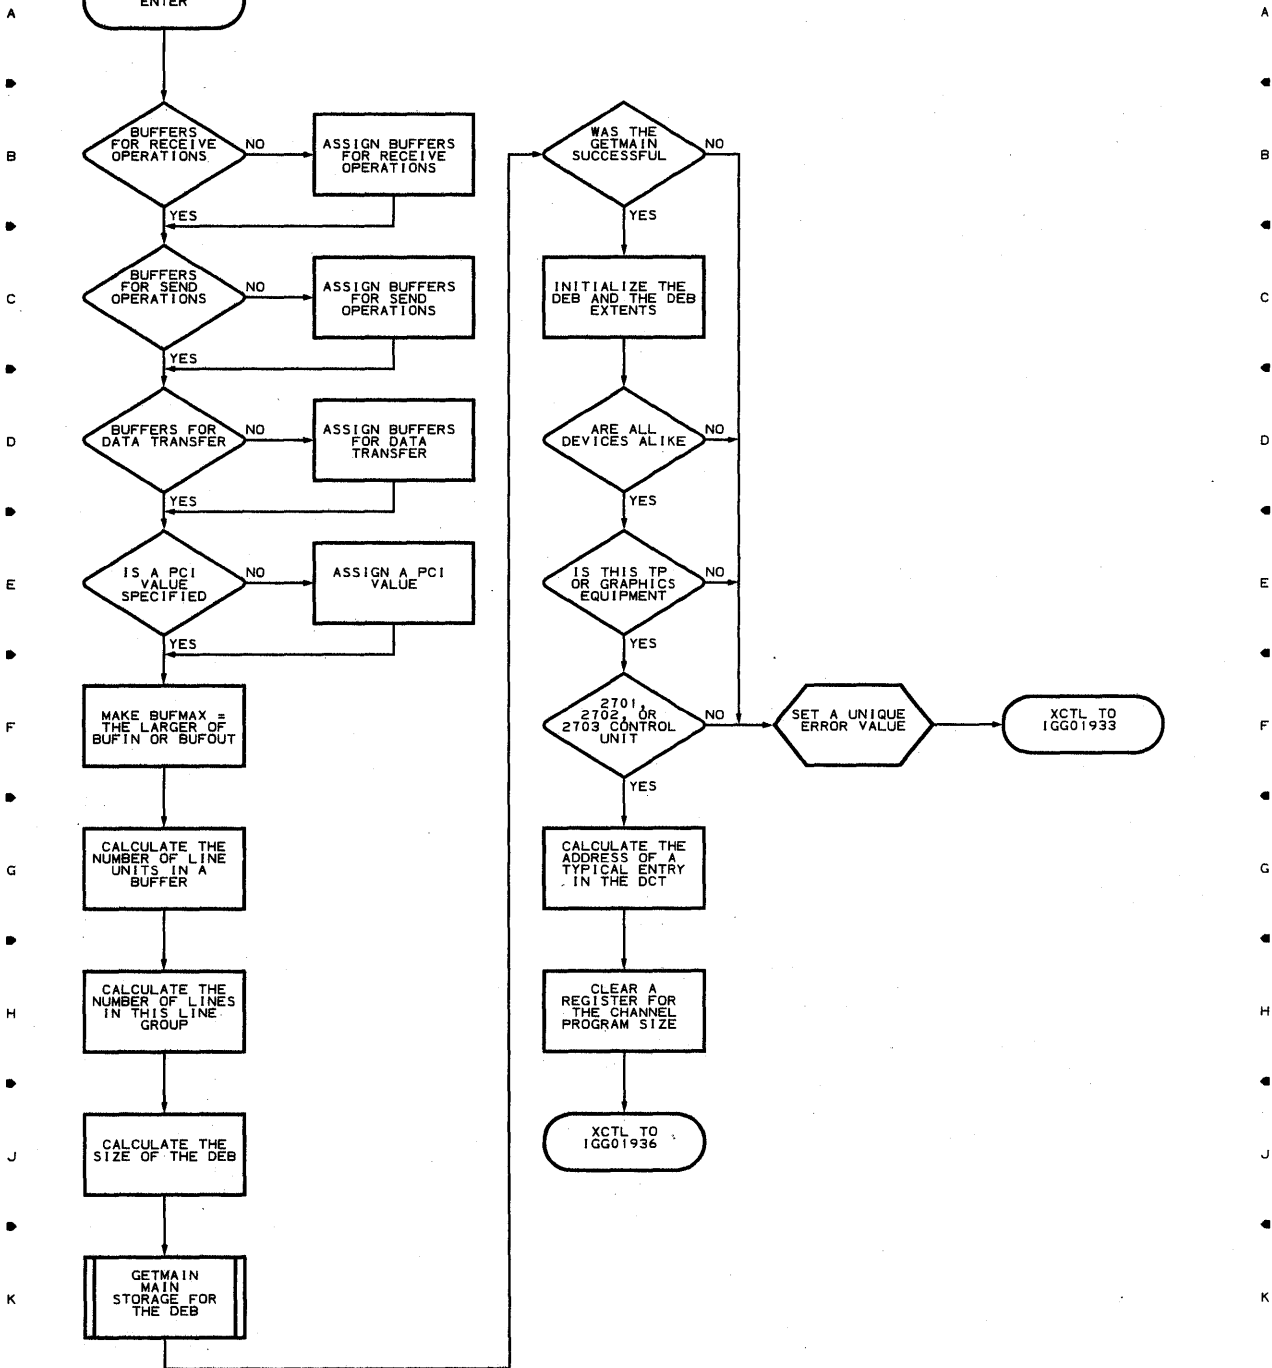 A
ENTER
A
B
BUFFERS
FOR RECEIVE
OPERATIONS
NO
ASSIGN BUFFERS
FOR RECEIVE
OPERATIONS
WAS THE
GETMAIN
SUCCESSFUL
NO
B
YES
YES
C
BUFFERS
FOR SEND
OPERATIONS
NO
ASSIGN BUFFERS
FOR SEND
OPERATIONS
INITIALIZE THE
DEB AND THE DEB
EXTENTS
C
YES
D
BUFFERS FOR
DATA TRANSFER
NO
ASSIGN BUFFERS
FOR DATA
TRANSFER
ARE ALL
DEVICES ALIKE
NO
D
YES
YES
E
IS A PCI
VALUE
SPECIFIED
NO
ASSIGN A PCI
VALUE
IS THIS TP
OR GRAPHICS
EQUIPMENT
NO
E
YES
YES
F
MAKE BUFMAX =
THE LARGER OF
BUFIN OR BUFOUT
2701,
2702, OR
2703 CONTROL
UNIT
NO
SET A UNIQUE
ERROR VALUE
XCTL TO
IGG01933
F
YES
G
CALCULATE THE
NUMBER OF LINE
UNITS IN A
BUFFER
CALCULATE THE
ADDRESS OF A
TYPICAL ENTRY
IN THE DCT
G
H
CALCULATE THE
NUMBER OF LINES
IN THIS LINE
GROUP
CLEAR A
REGISTER FOR
THE CHANNEL
PROGRAM SIZE
H
J
CALCULATE THE
SIZE OF THE DEB
XCTL TO
IGG01936
J
K
GETMAIN
MAIN
STORAGE FOR
THE DEB
K